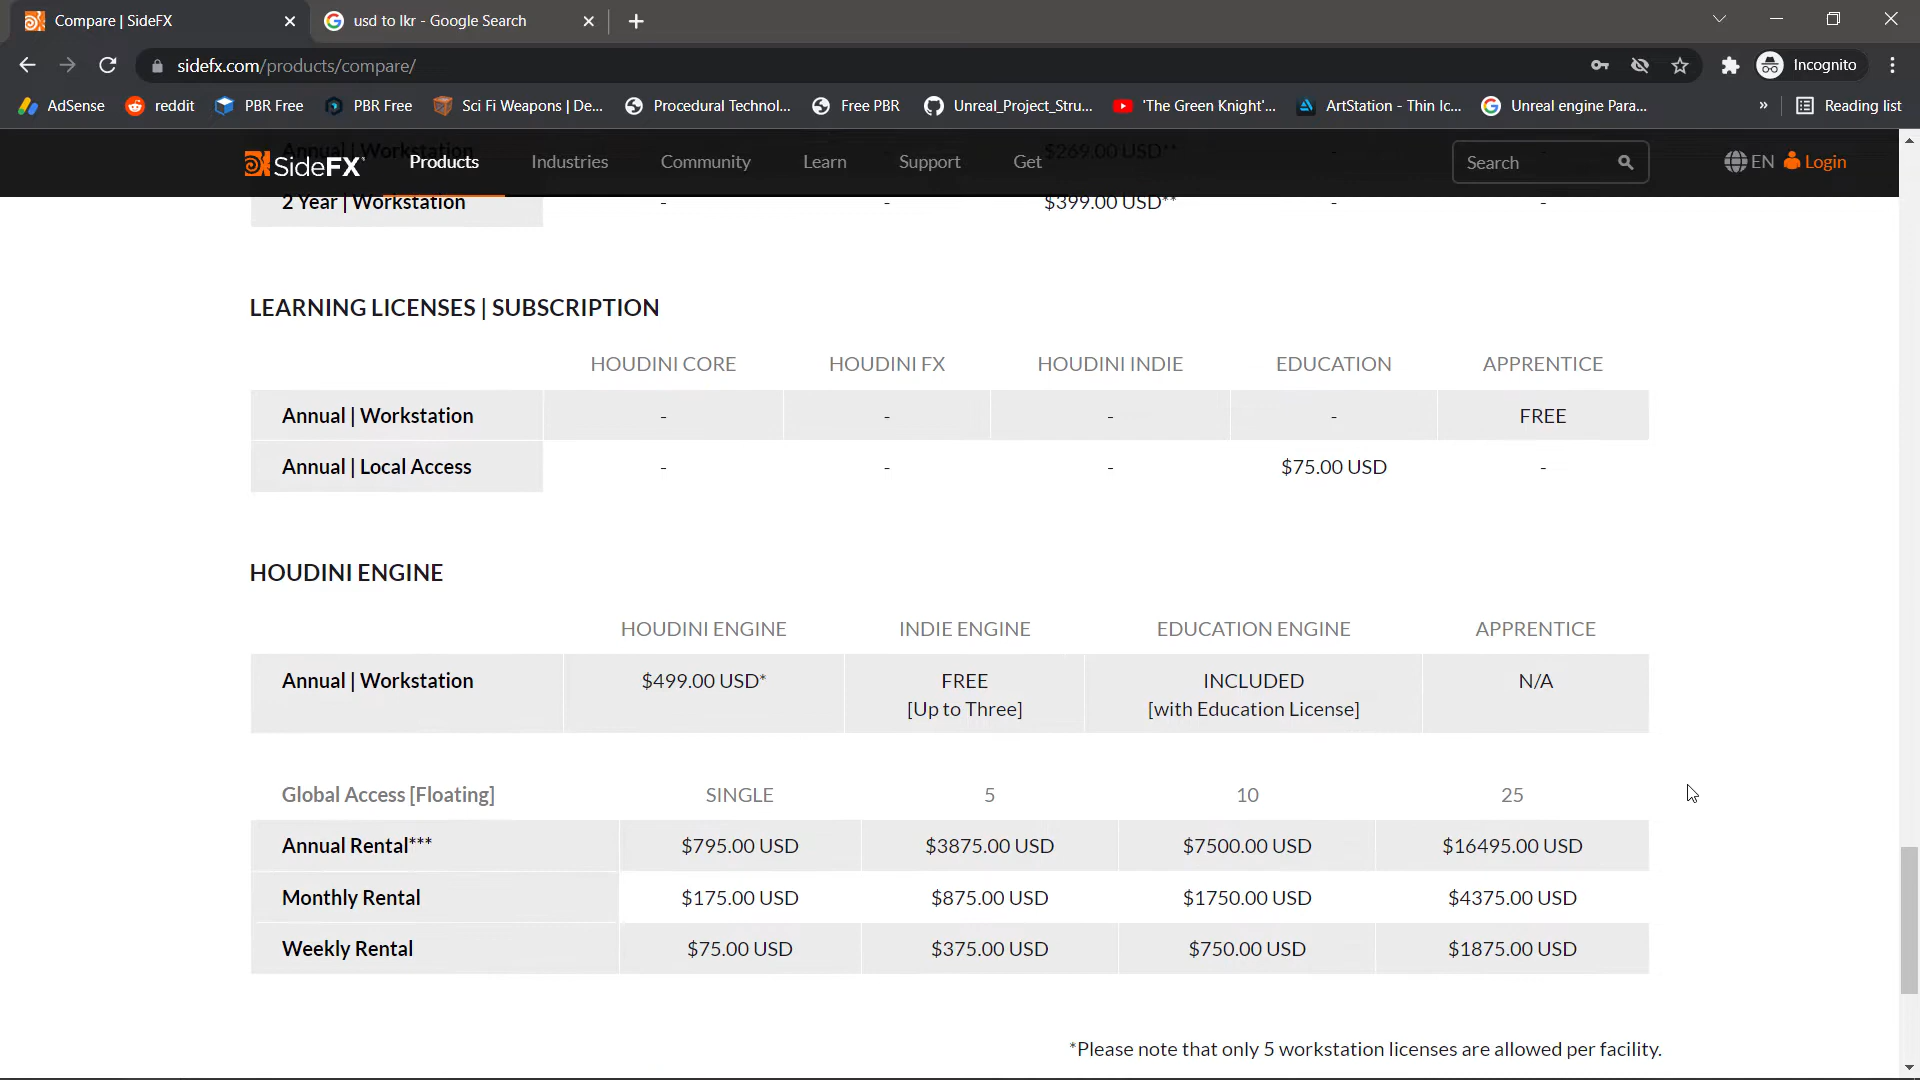 Compare | SideFX
usd to lkr - Google Search
sidefx.com/products/compare/
Incognito
AdSense
reddit
PBR Free
PBR Free
Sci Fi Weapons | De...
Procedural Technol...
Free PBR
Unreal_Project_Stru...
'The Green Knight'...
ArtStation - Thin Ic...
Unreal engine Para...
»
Reading list
SideFX
Products
Industries
Community
Learn
Support
Get
Search
EN
Login
Annual | Workstation
$269.00 USD**
2 Year | Workstation - - $399.00 USD** - -
LEARNING LICENSES | SUBSCRIPTION
HOUDINI CORE HOUDINI FX HOUDINI INDIE EDUCATION APPRENTICE
Annual | Workstation - - - - FREE
Annual | Local Access - - - $75.00 USD -
HOUDINI ENGINE
HOUDINI ENGINE INDIE ENGINE EDUCATION ENGINE APPRENTICE
Annual | Workstation $499.00 USD* FREE INCLUDED N/A
[Up to Three] [with Education License]
Global Access [Floating] SINGLE 5 10 25
Annual Rental*** $795.00 USD $3875.00 USD $7500.00 USD $16495.00 USD
Monthly Rental $175.00 USD $875.00 USD $1750.00 USD $4375.00 USD
Weekly Rental $75.00 USD $375.00 USD $750.00 USD $1875.00 USD
*Please note that only 5 workstation licenses are allowed per facility.